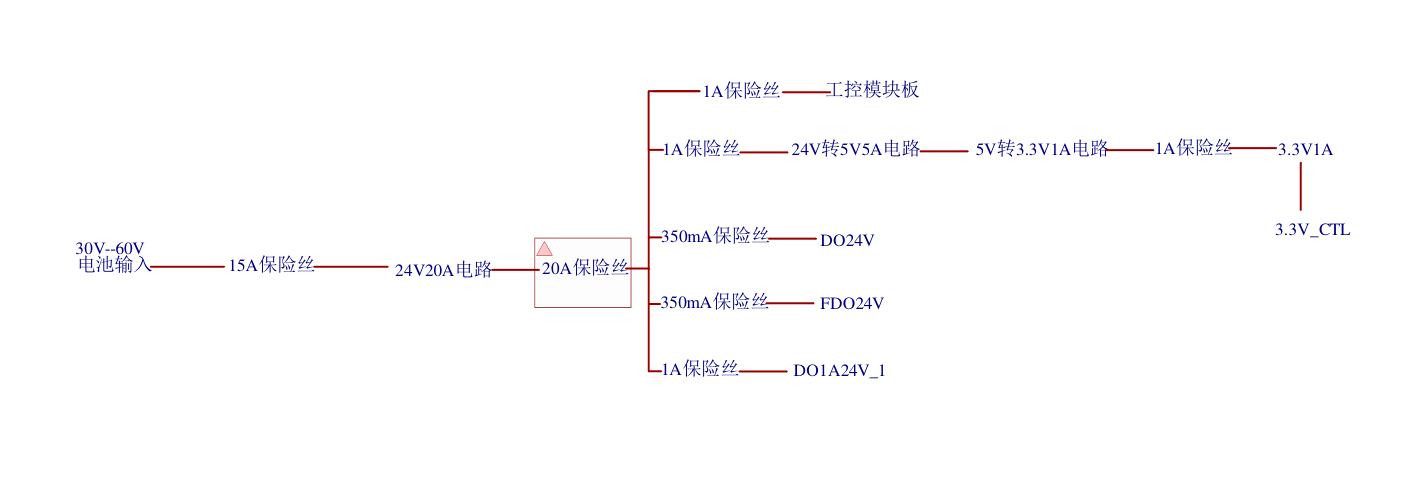 1A保险丝
工控模块板
1A保险丝
24V转5V5A电路
5V转3.3V1A电路
1A保险丝
3.3V1A
3.3V_CTL
350mA保险丝
DO24V
30V--60V
电池输入
15A保险丝
24V20A电路
20A保险丝
350mA保险丝
FDO24V
1A保险丝
DO1A24V_1